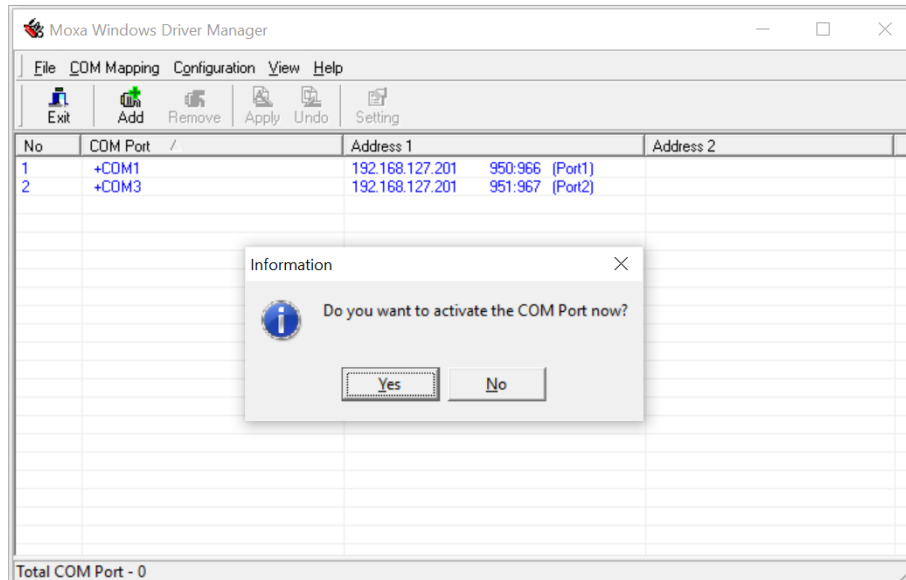 Moxa Windows Driver Manager
File COM Mapping Configuration View Help
Exit Add Remove Apply Undo Setting
No COM Port / Address 1 Address 2
1 +COM1 192.168.127.201 950:966 (Port1)
2 +COM3 192.168.127.201 951:967 (Port2)
Information
Do you want to activate the COM Port now?
Yes No
Total COM Port - 0